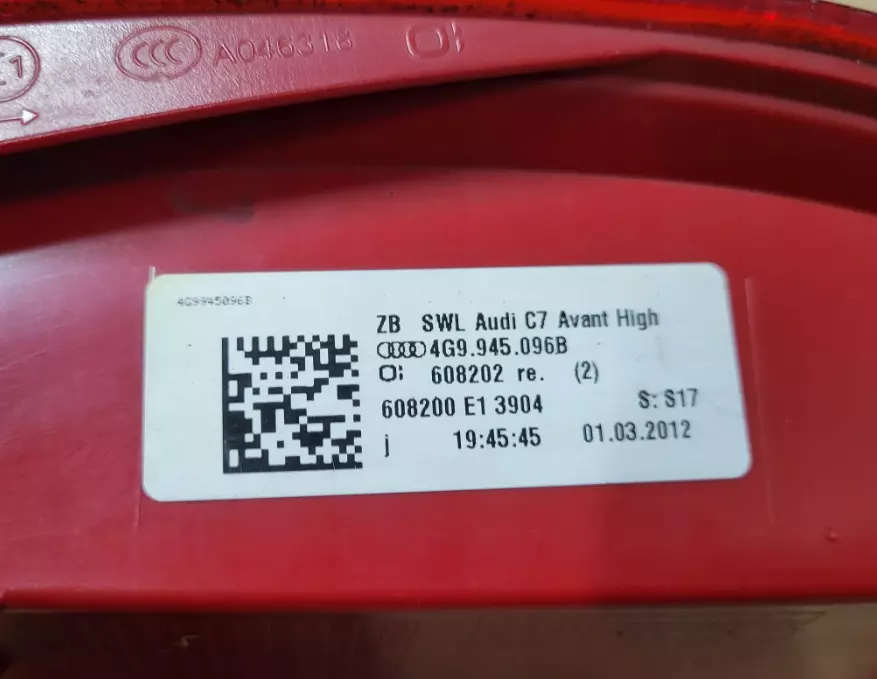 A046318
4G9945096B
ZB SWL Audi C7 Avant High
4G9.945.096B
608202 re. (2)
608200 E1 3904 S: S17
j 19:45:45 01.03.2012